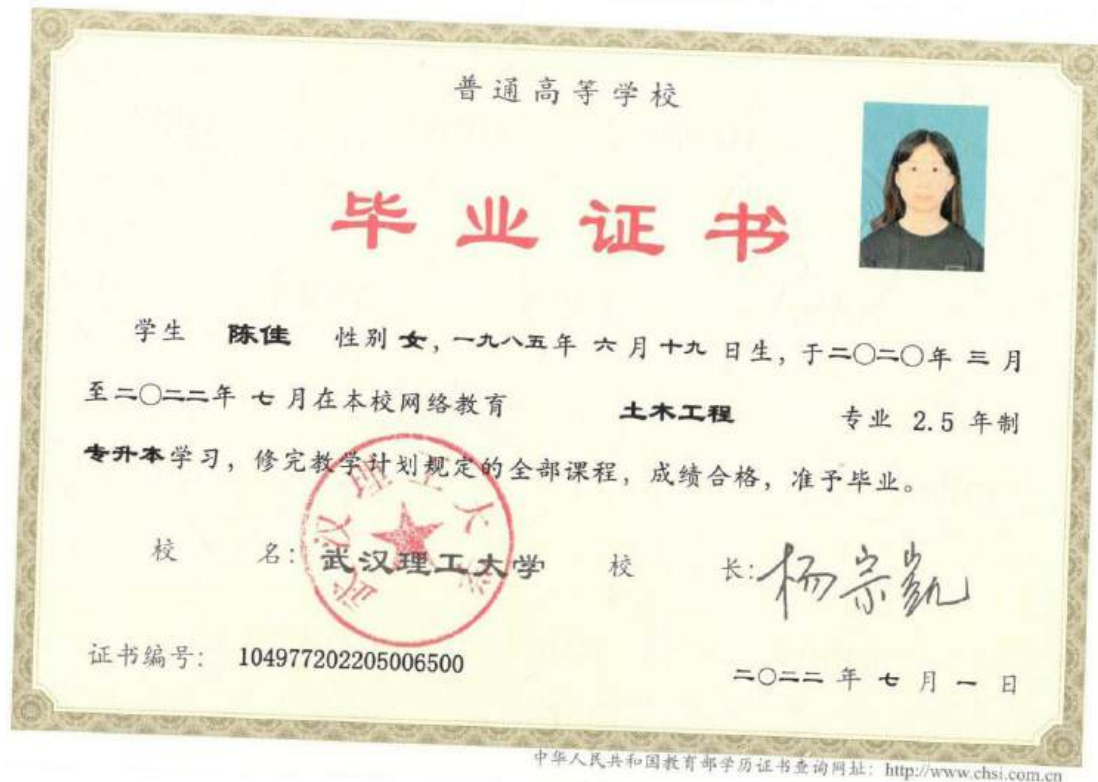 普通高等学校
毕业证书
学生 陈佳 性别 女，一九八五年 六 月 十九 日生，于二〇二〇年 三 月
至二〇二二年 七 月在本校网络教育 土木工程 专业 2.5 年制
专升本学习，修完教学计划规定的全部课程，成绩合格，准予毕业。
校 名：武汉理工大学 校 长：杨宗凯
武汉理工大学
证书编号： 104977202205006500
二〇二二 年 七 月 一 日
中华人民共和国教育部学历证书查询网址：http://www.chsi.com.cn